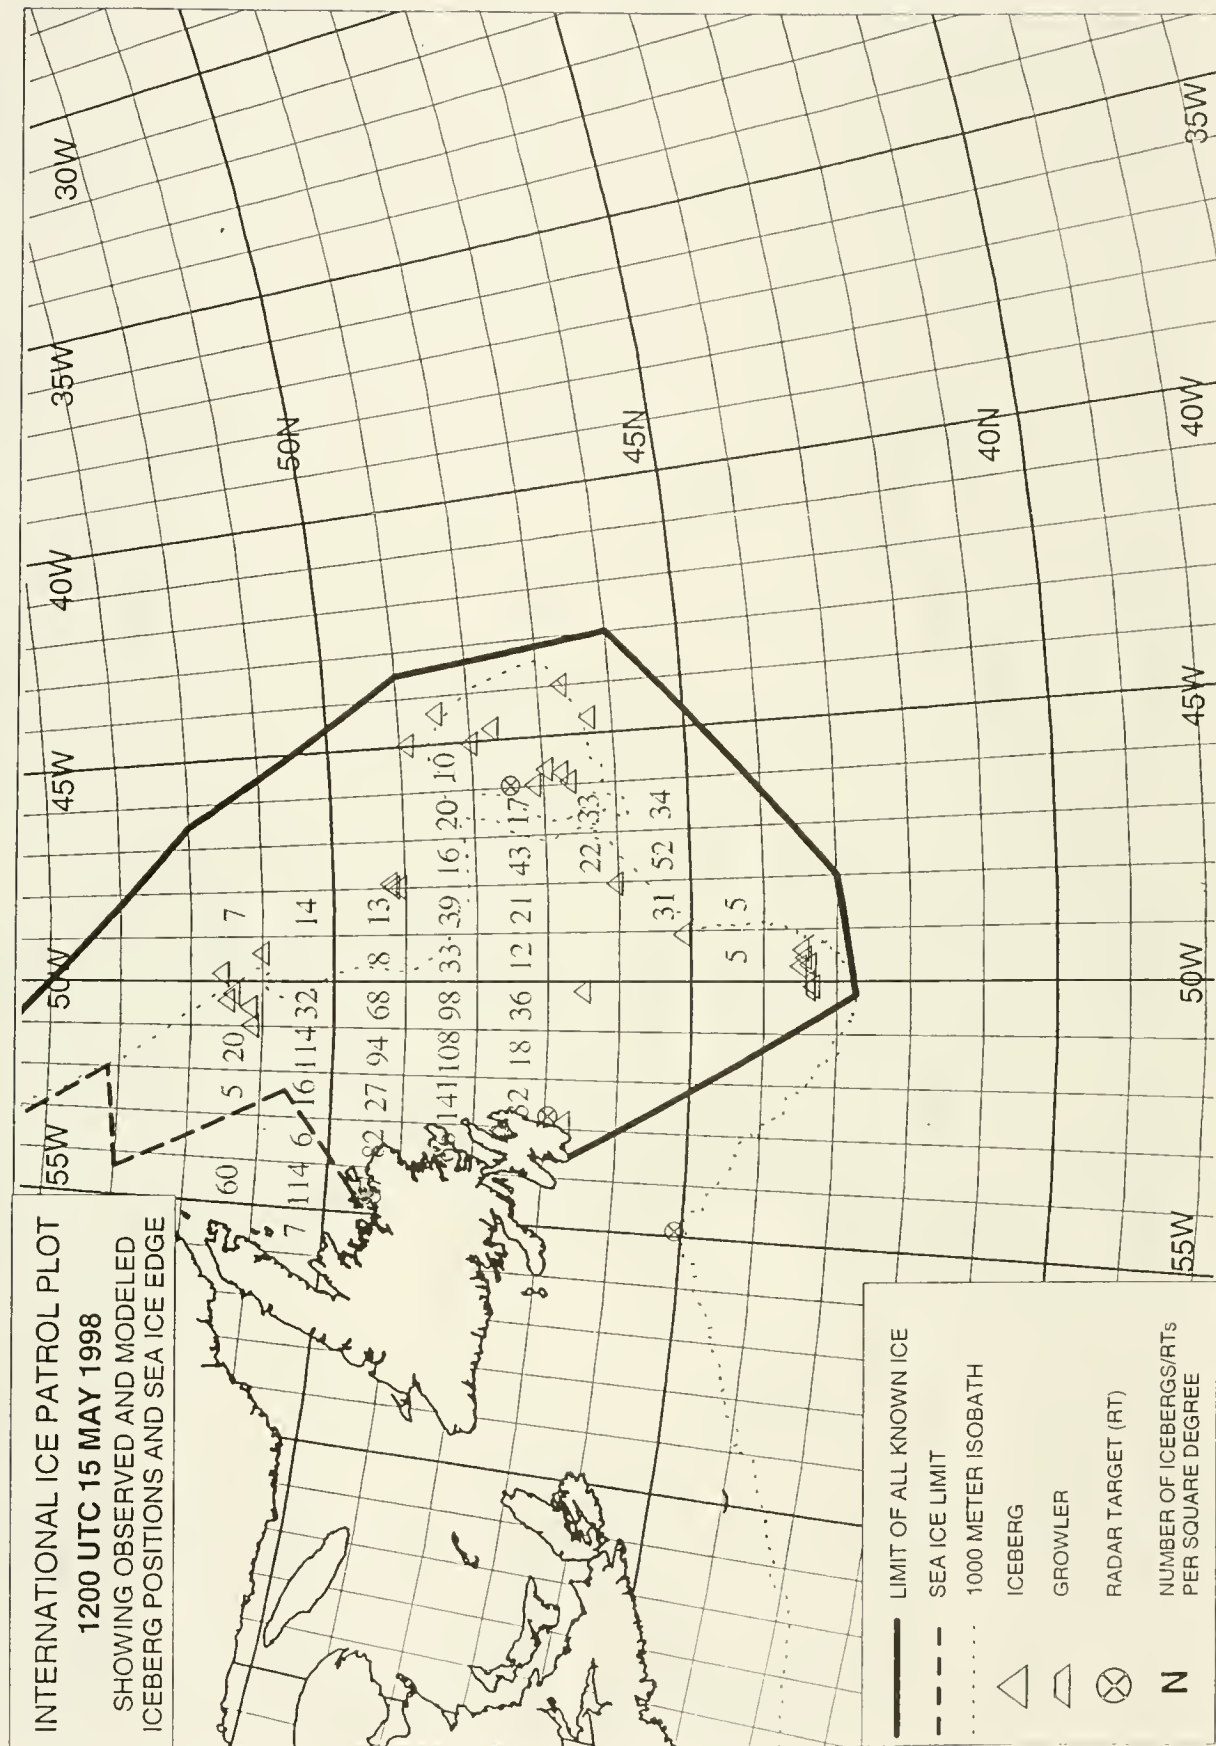 INTERNATIONAL ICE PATROL PLOT
1200 UTC 15 MAY 1998
SHOWING OBSERVED AND MODELED
ICEBERG POSITIONS AND SEA ICE EDGE
55W
50W
45W
40W
35W
30W
50N
45N
40N
60 5 20 7
7 114 6 16 114 32 14
82 27 94 68 8 13
141 108 98 33 39 16 20 10
32 18 36 12 21 43 17
22 33
31 52 34
5 5
55W
50W
45W
40W
35W
LIMIT OF ALL KNOWN ICE
SEA ICE LIMIT
1000 METER ISOBATH
ICEBERG
GROWLER
RADAR TARGET (RT)
N NUMBER OF ICEBERGS/RTs
PER SQUARE DEGREE